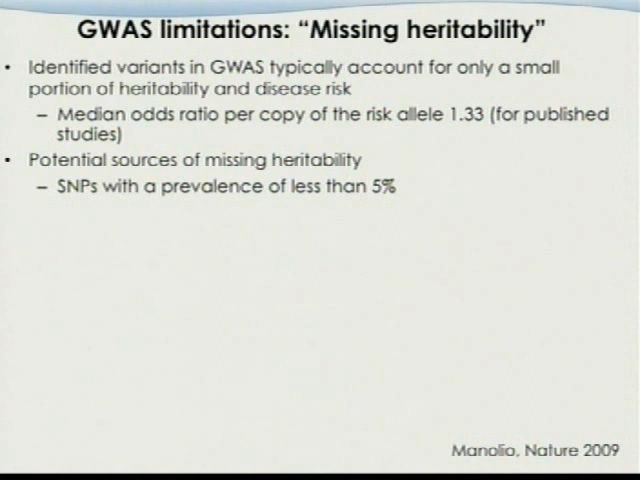 GWAS limitations: “Missing heritability”
• Identified variants in GWAS typically account for only a small
portion of heritability and disease risk
– Median odds ratio per copy of the risk allele 1.33 (for published
studies)
• Potential sources of missing heritability
– SNPs with a prevalence of less than 5%
Manolio, Nature 2009